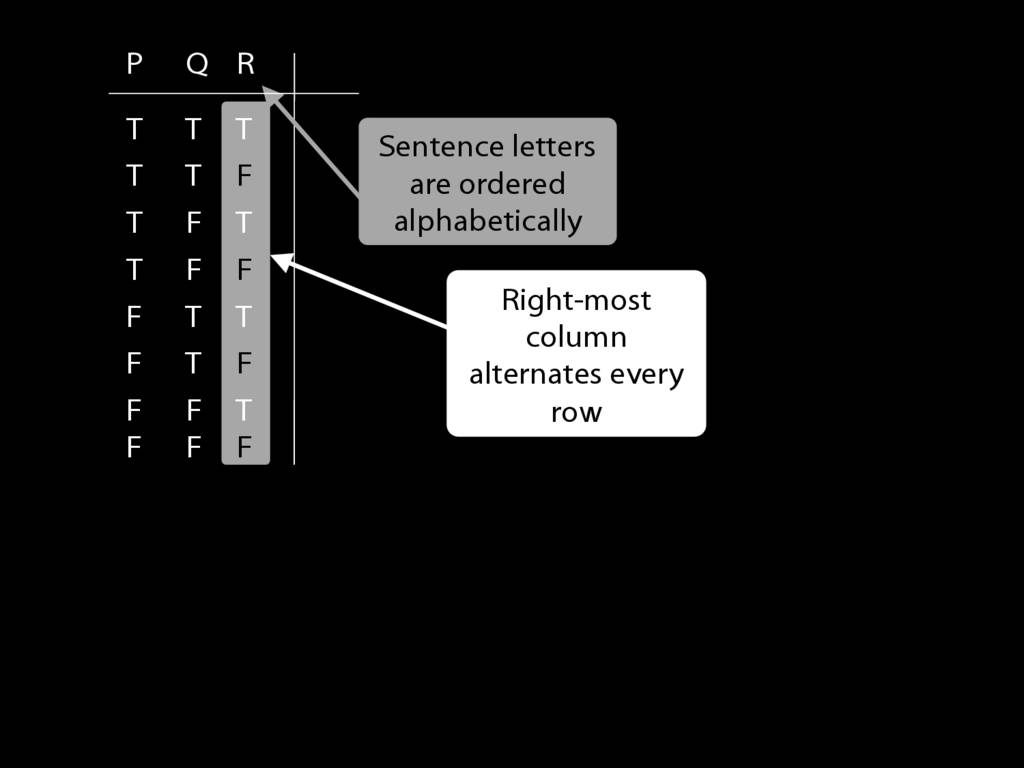 P Q R
T T T
T T F
T F T
T F F
F T T
F T F
F F T
F F F
Sentence letters
are ordered
alphabetically
Right-most
column
alternates every
row